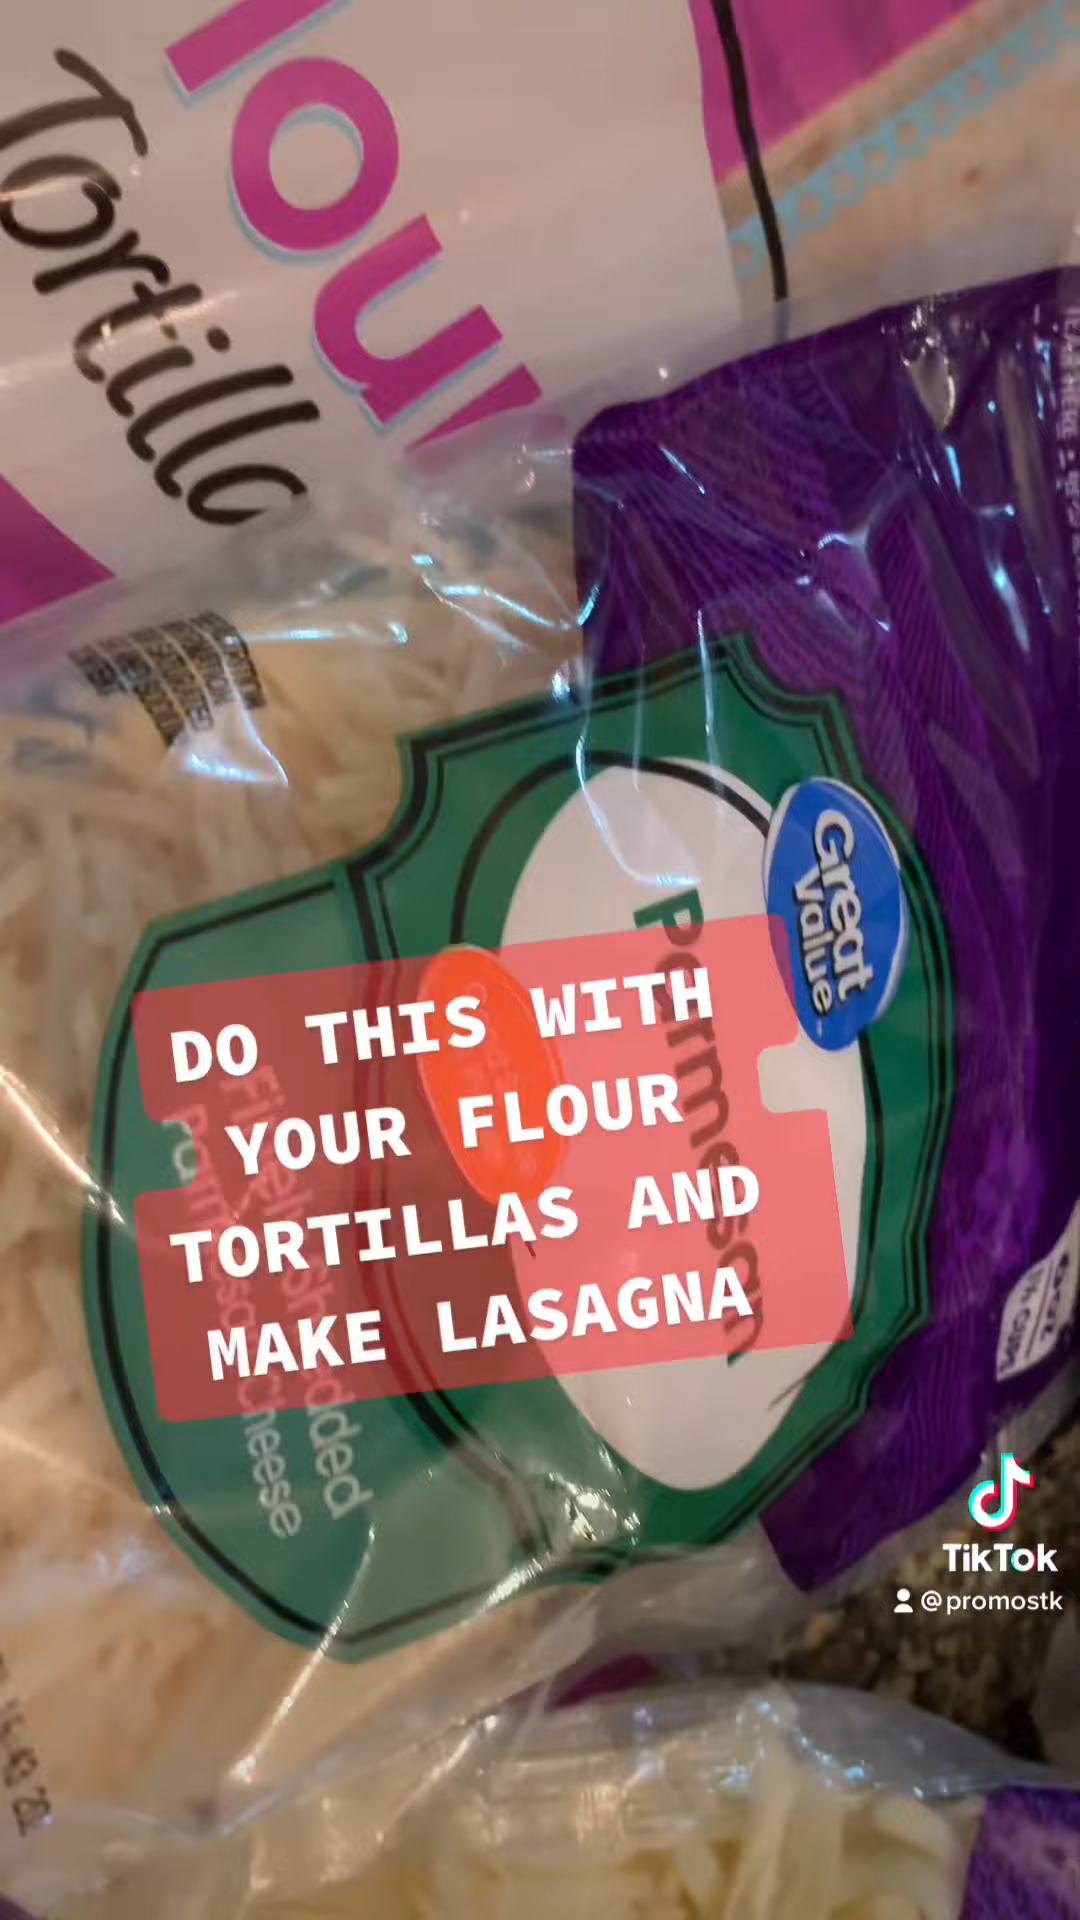 Flour
Tortilla
Great
Value
Parmesan
Finely Shredded
Parmesan Cheese
DO THIS WITH
YOUR FLOUR
TORTILLAS AND
MAKE LASAGNA
TikTok
@promostk